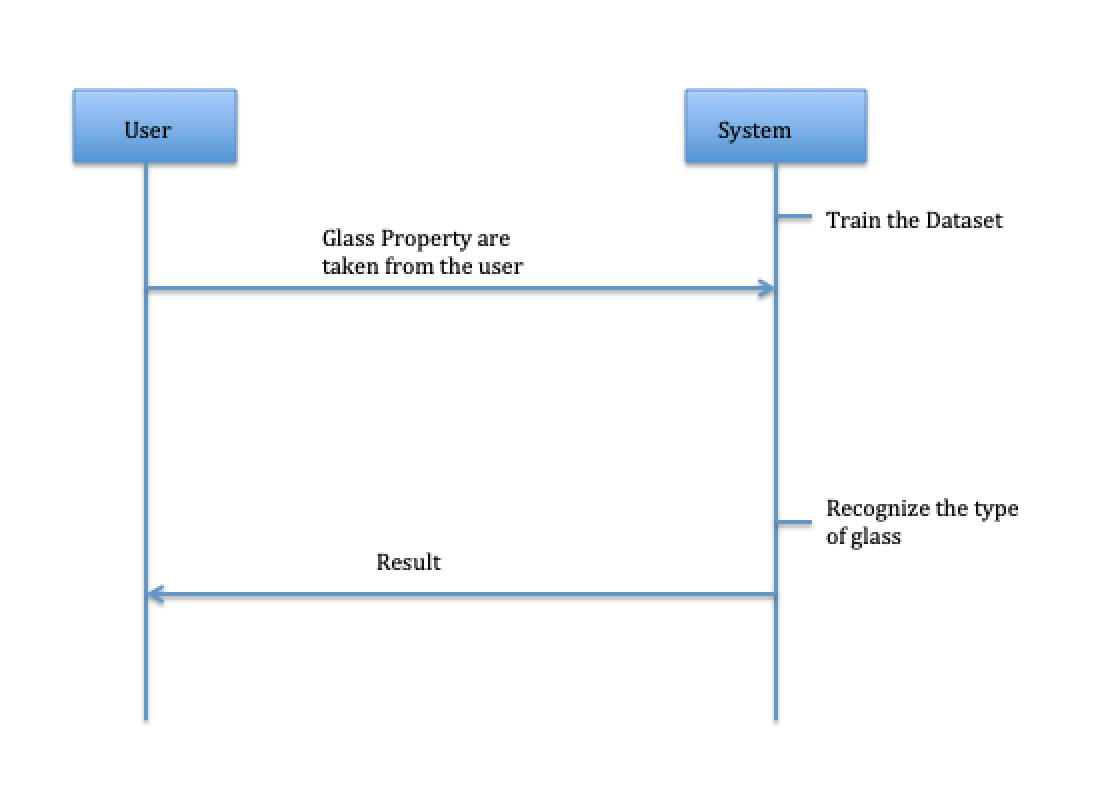 User
System
Train the Dataset
Glass Property are
taken from the user
Recognize the type
of glass
Result